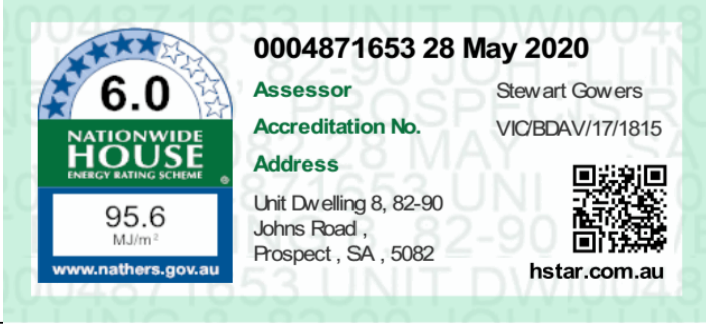 0004871653 28 May 2020
6.0
NATIONWIDE
HOUSE
ENERGY RATING SCHEME
95.6
MJ/m²
www.nathers.gov.au
Assessor Stewart Gowers
Accreditation No. VIC/BDAV/17/1815
Address
Unit Dwelling 8, 82-90
Johns Road ,
Prospect , SA , 5082
hstar.com.au